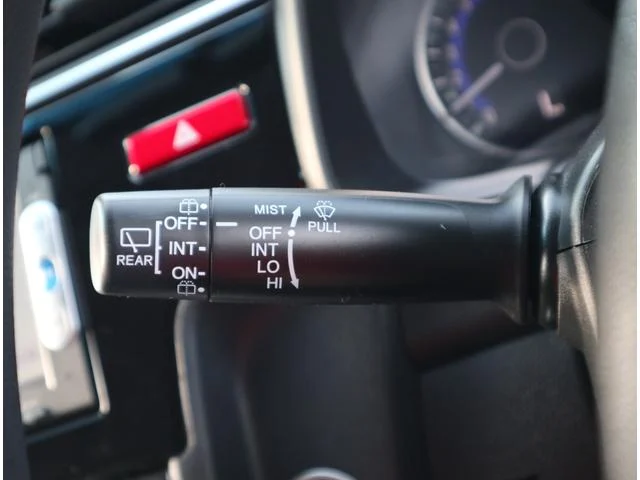 OFF
INT
REAR
ON
MIST
PULL
OFF
INT
LO
HI